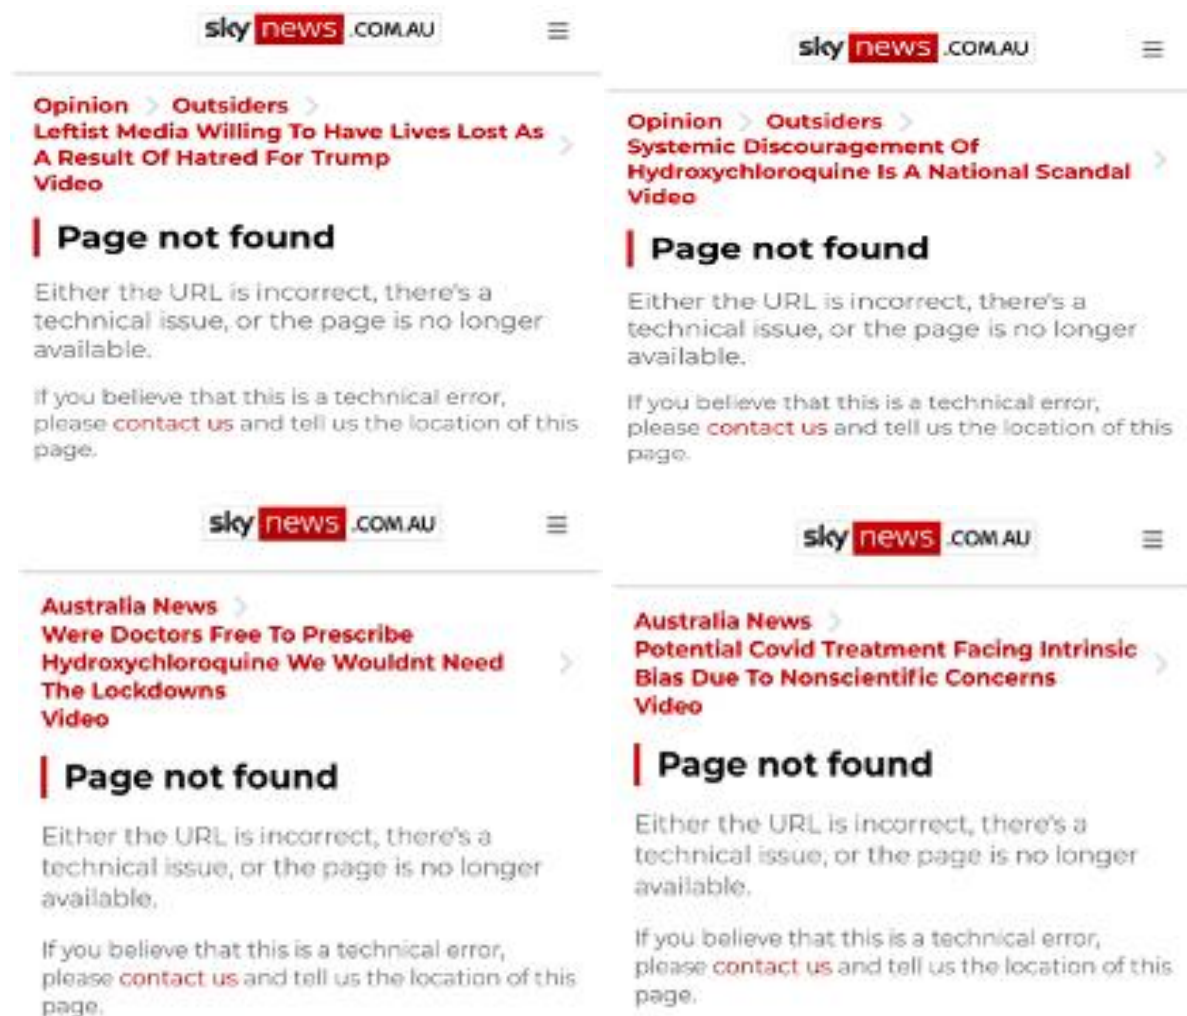 sky news .COM.AU
Opinion > Outsiders >
Leftist Media Willing To Have Lives Lost As
A Result Of Hatred For Trump
Video
Page not found
Either the URL is incorrect, there's a
technical issue, or the page is no longer
available.
If you believe that this is a technical error,
please contact us and tell us the location of this
page.
sky news .COM.AU
Opinion > Outsiders >
Systemic Discouragement Of
Hydroxychloroquine Is A National Scandal
Video
Page not found
Either the URL is incorrect, there's a
technical issue, or the page is no longer
available.
If you believe that this is a technical error,
please contact us and tell us the location of this
page.
sky news .COM.AU
Australia News >
Were Doctors Free To Prescribe
Hydroxychloroquine We Wouldnt Need
The Lockdowns
Video
Page not found
Either the URL is incorrect, there's a
technical issue, or the page is no longer
available.
If you believe that this is a technical error,
please contact us and tell us the location of this
page.
sky news .COM.AU
Australia News >
Potential Covid Treatment Facing Intrinsic
Bias Due To Nonscientific Concerns
Video
Page not found
Either the URL is incorrect, there's a
technical issue, or the page is no longer
available.
If you believe that this is a technical error,
please contact us and tell us the location of this
page.